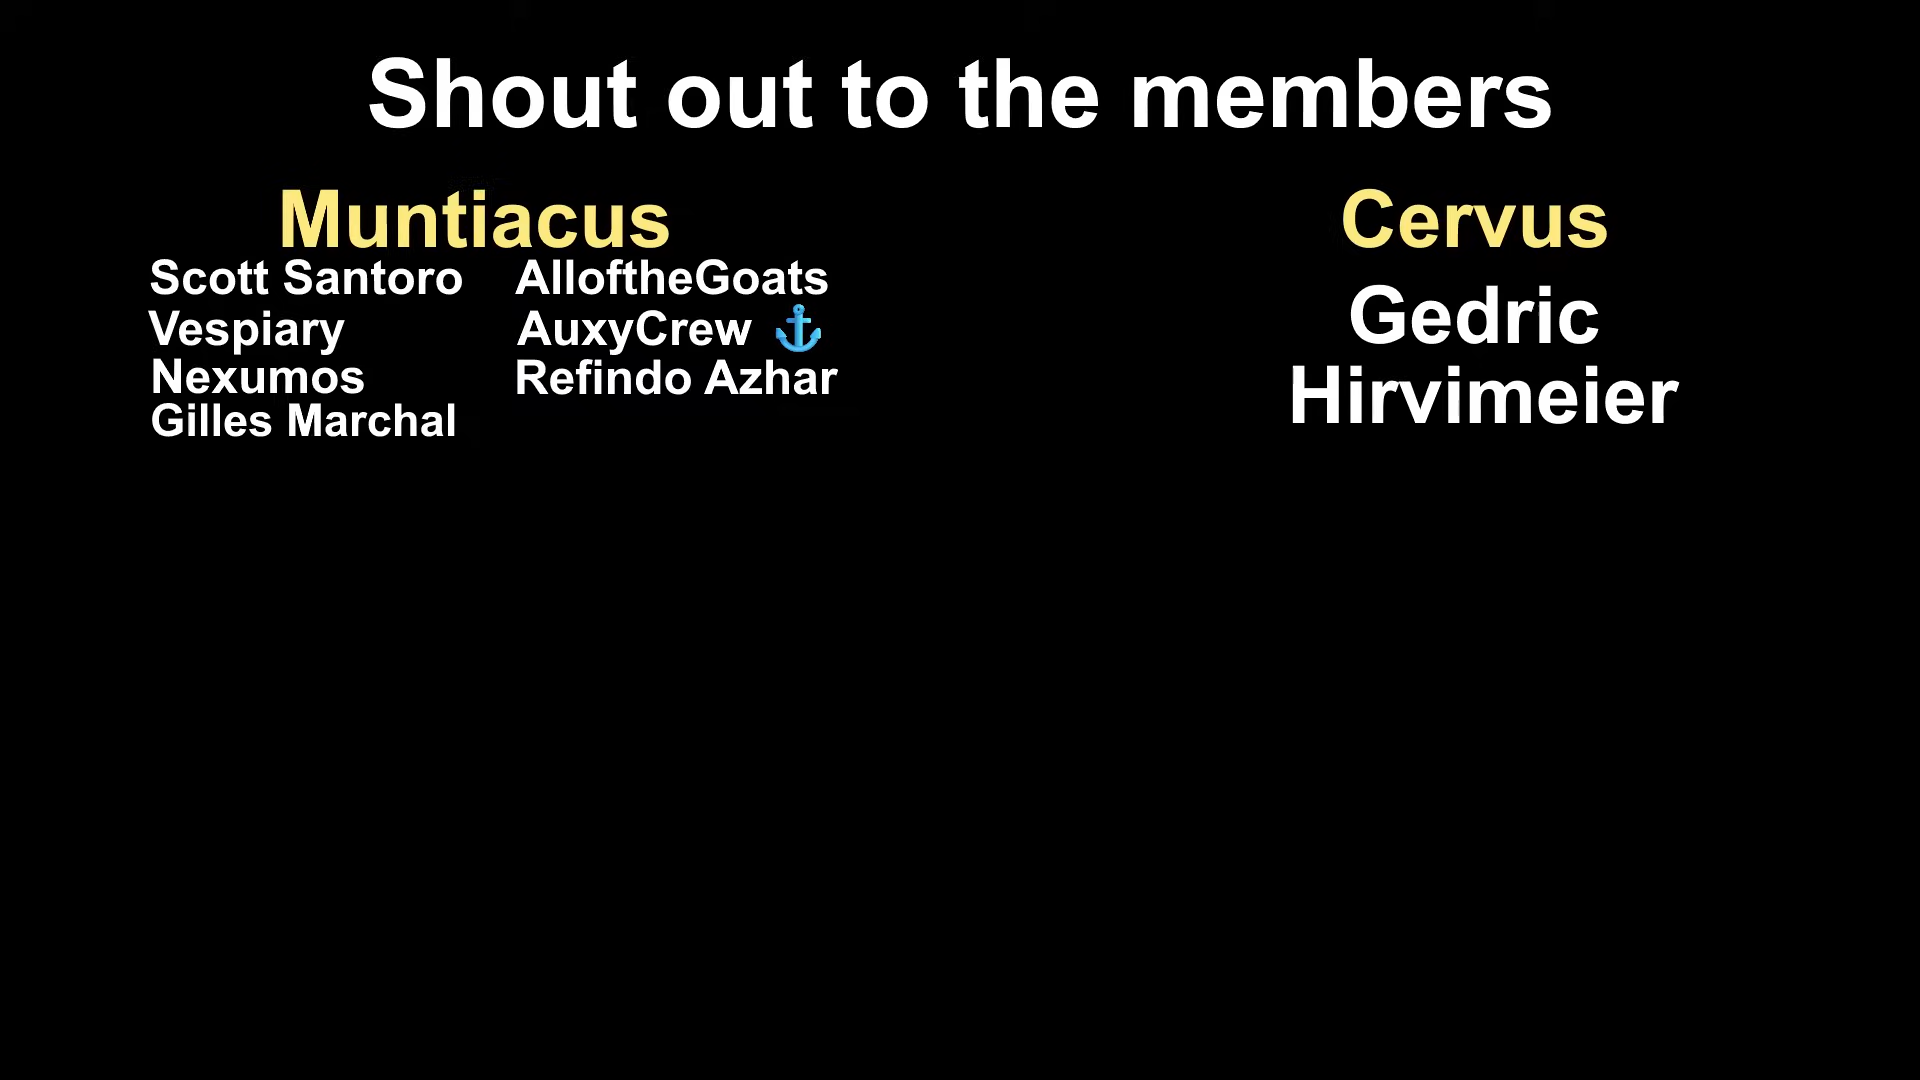 Shout out to the members
Muntiacus
Scott Santoro
Vespiary
Nexumos
Gilles Marchal
AlloftheGoats
AuxyCrew ⚓
Refindo Azhar
Cervus
Gedric
Hirvimeier